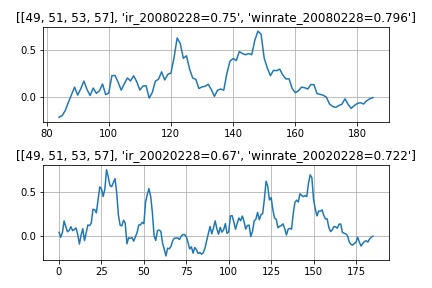 [[49, 51, 53, 57], 'ir_20080228=0.75', 'winrate_20080228=0.796']
0.5
0.0
80 100 120 140 160 180
[[49, 51, 53, 57], 'ir_20020228=0.67', 'winrate_20020228=0.722']
0.5
0.0
0 25 50 75 100 125 150 175